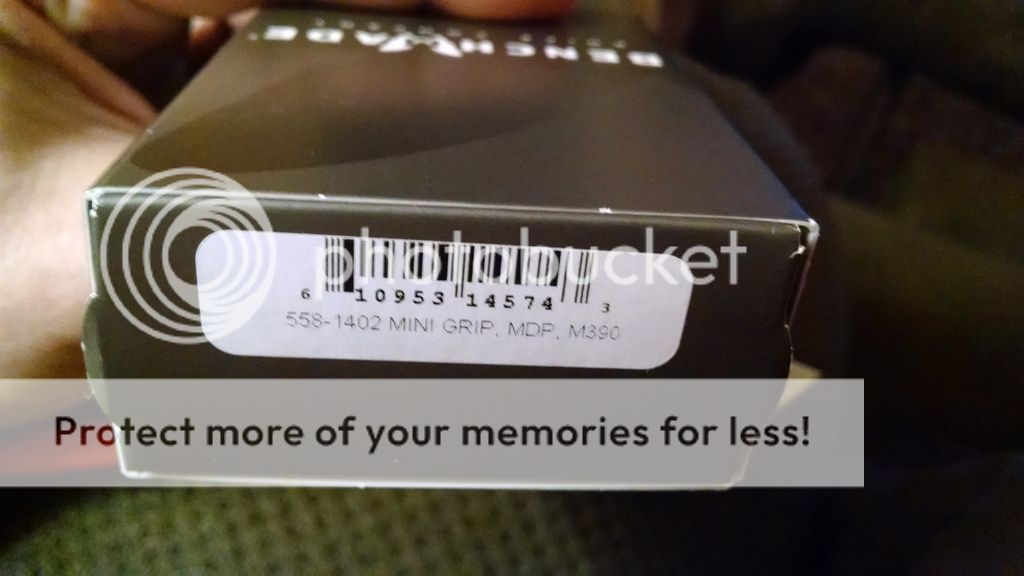 BENCHMADE
photobucket
6 10953 14574 3
558-1402 MINI GRIP, MDP, M390
Protect more of your memories for less!